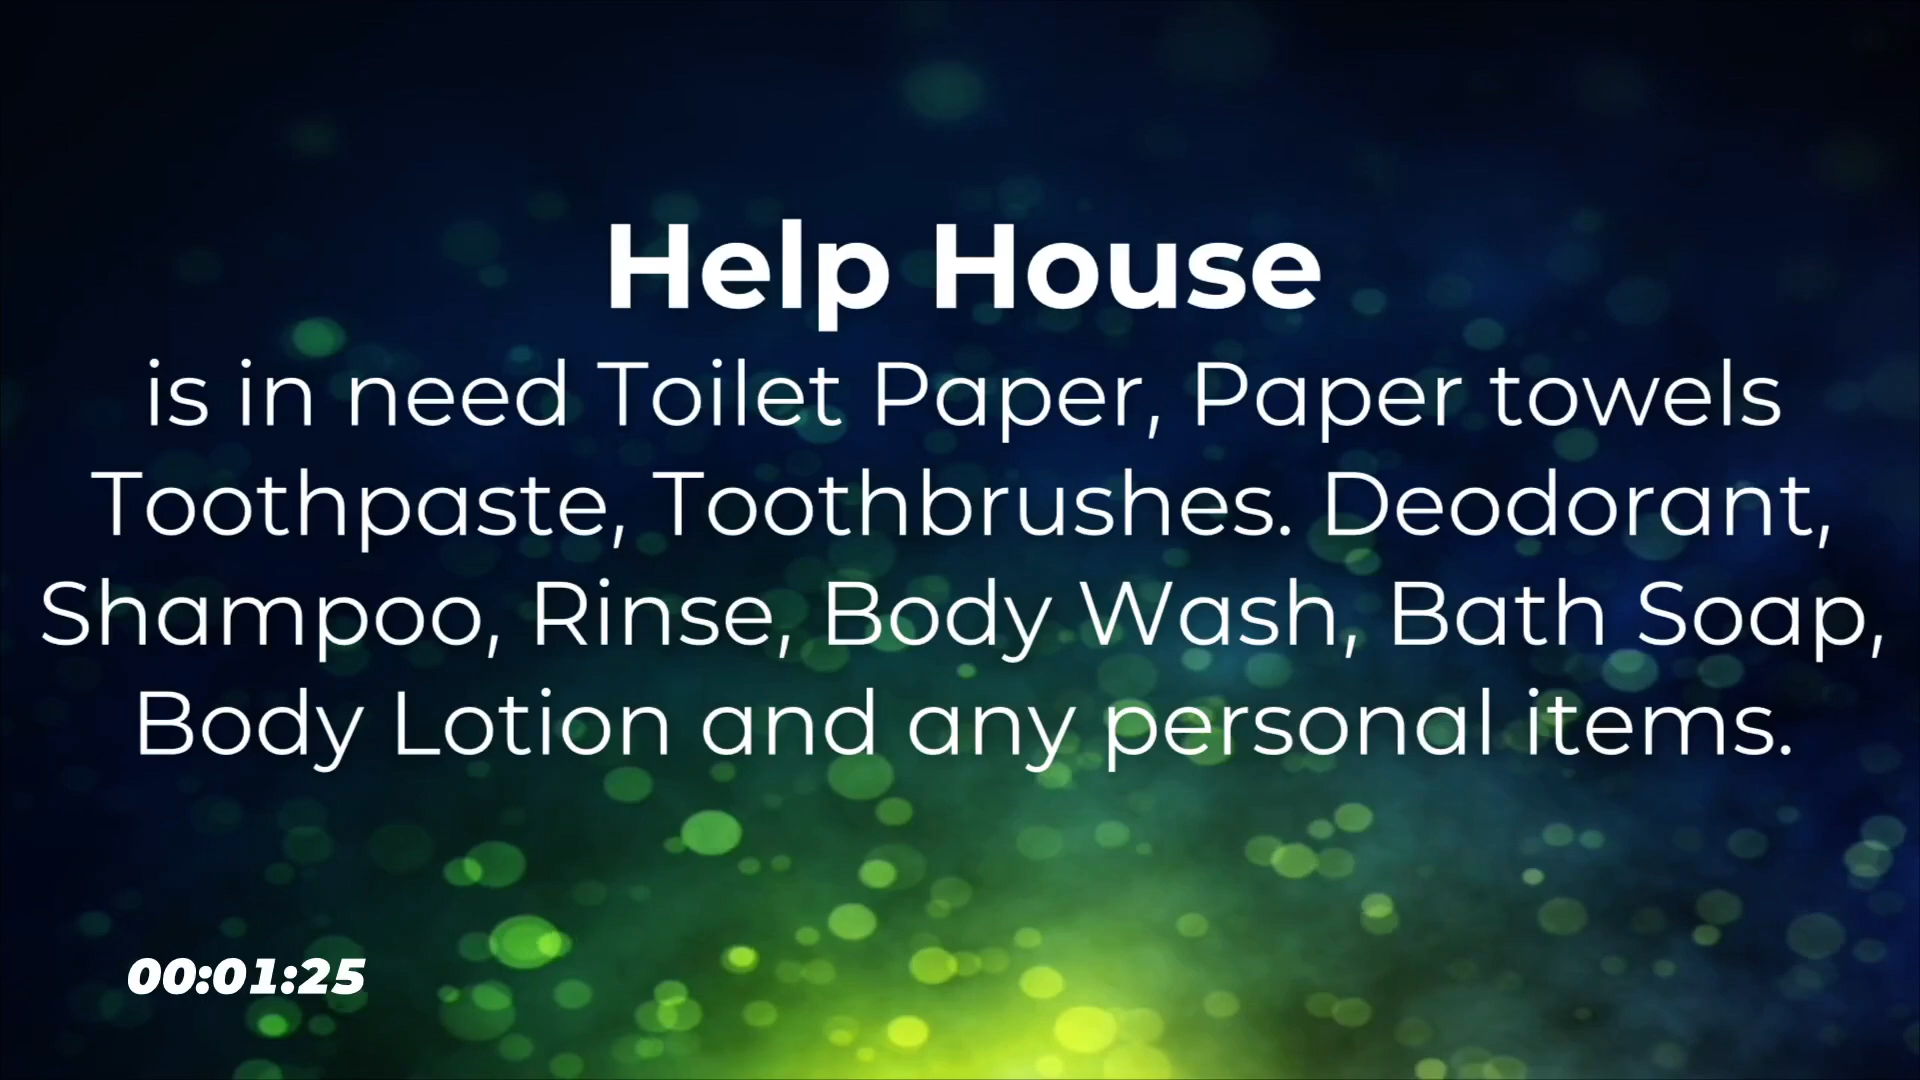 Help House
is in need Toilet Paper, Paper towels
Toothpaste, Toothbrushes. Deodorant,
Shampoo, Rinse, Body Wash, Bath Soap,
Body Lotion and any personal items.
00:01:25